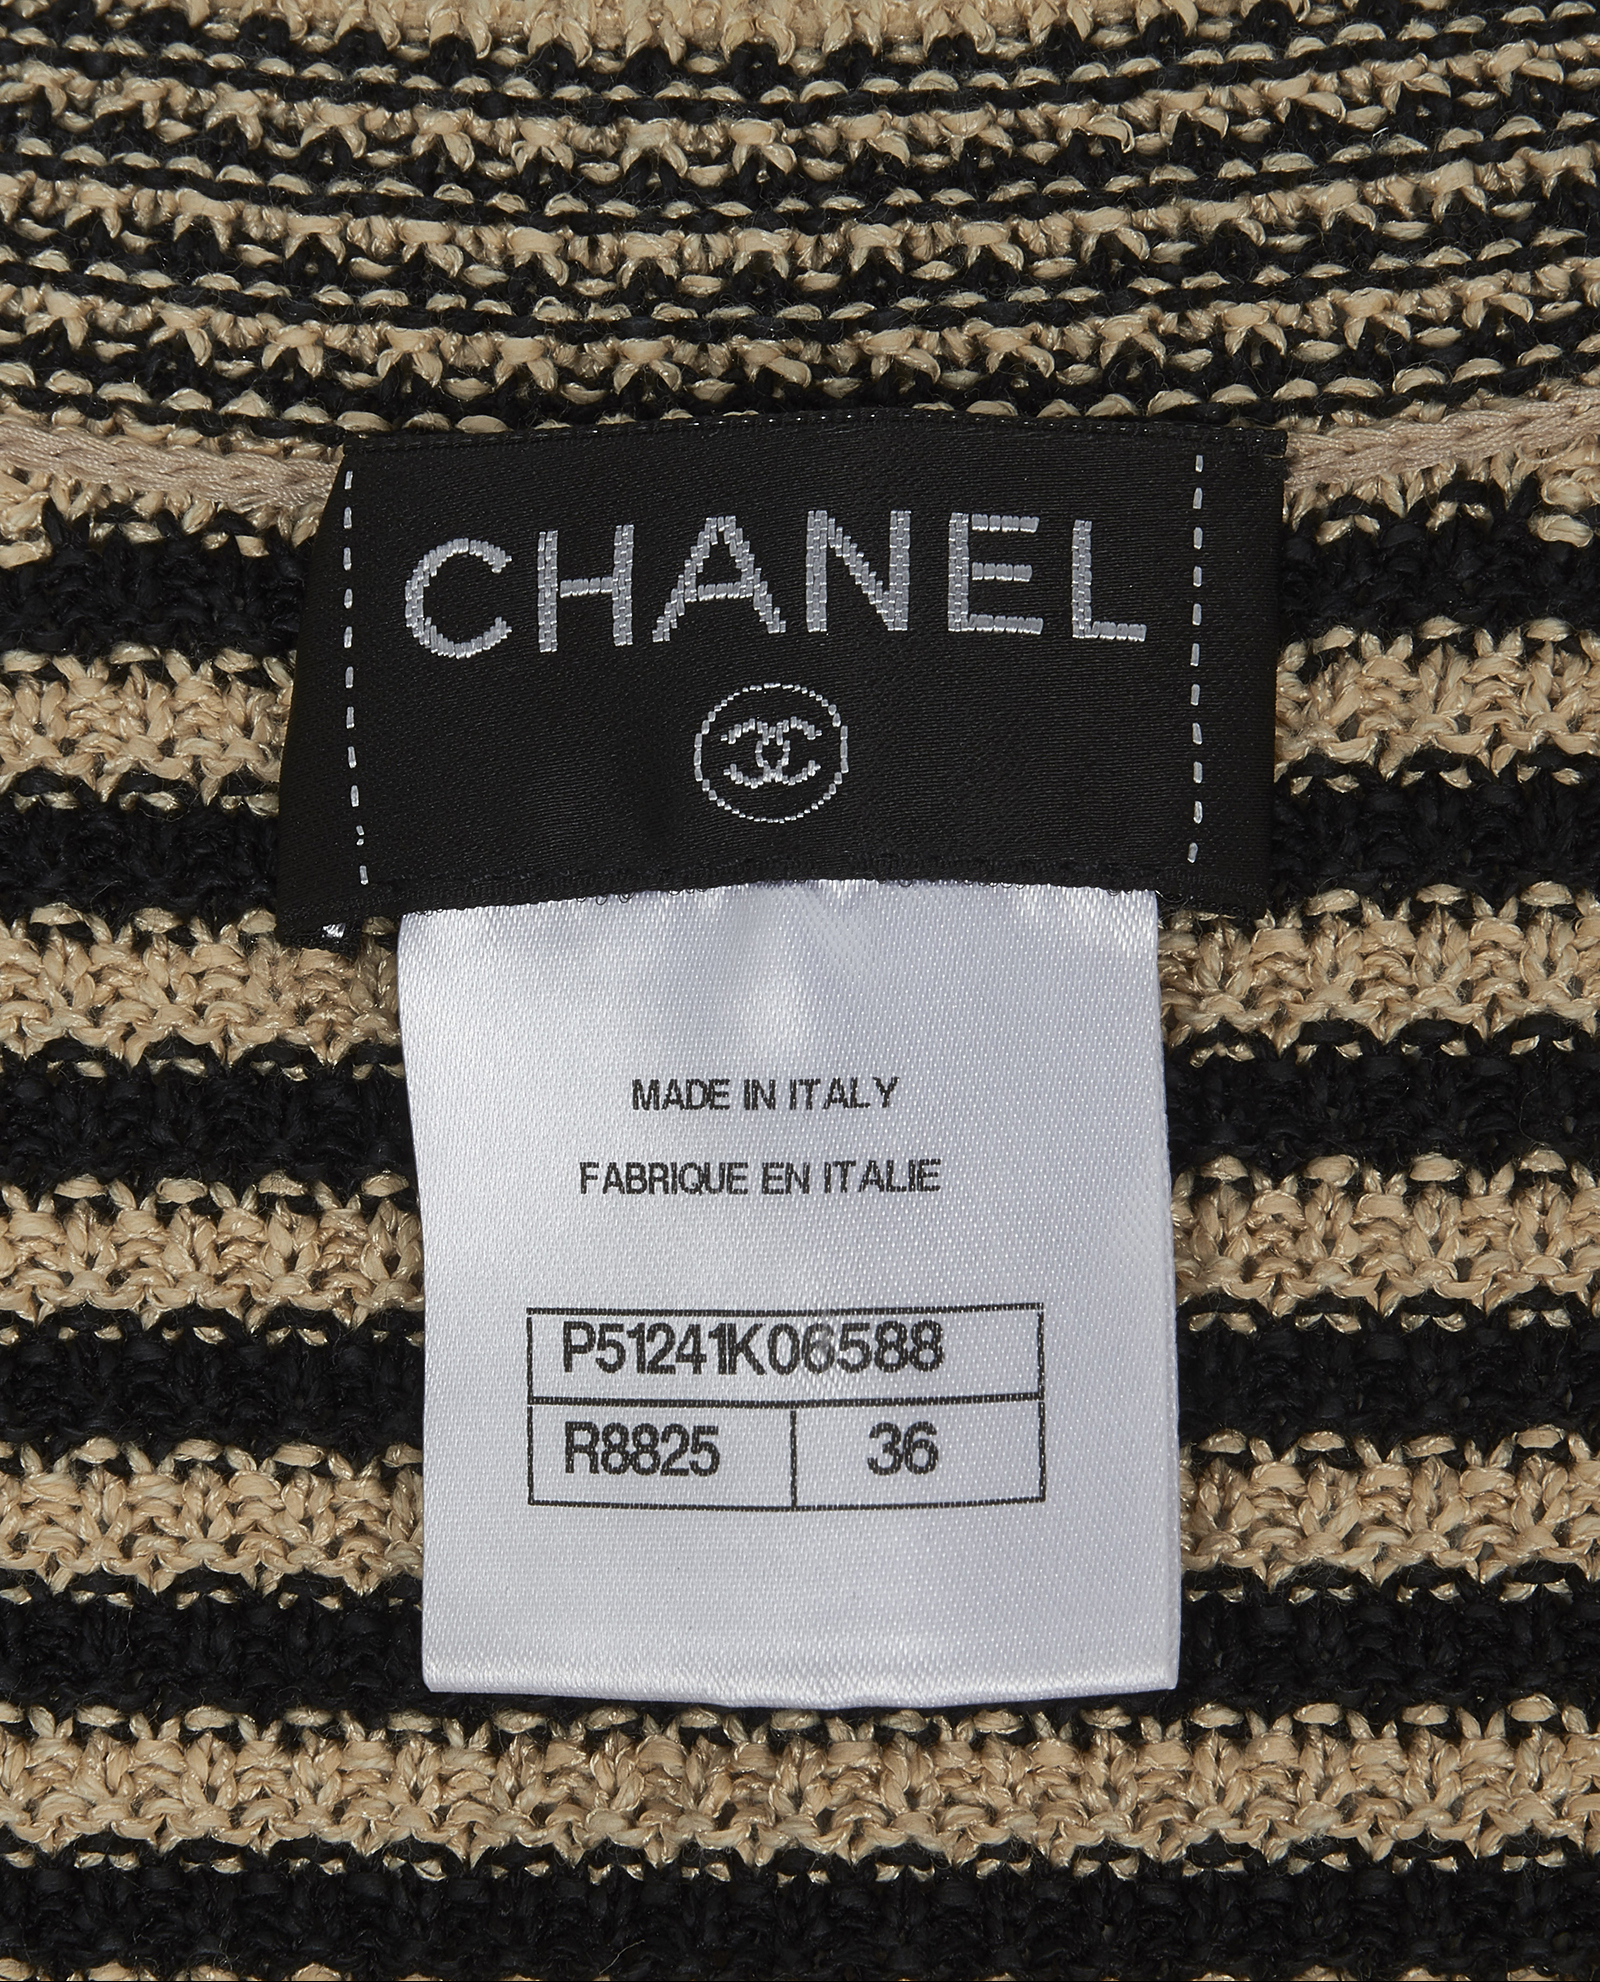 CHANEL
MADE IN ITALY
FABRIQUE EN ITALIE
P51241K06588
R8825 36